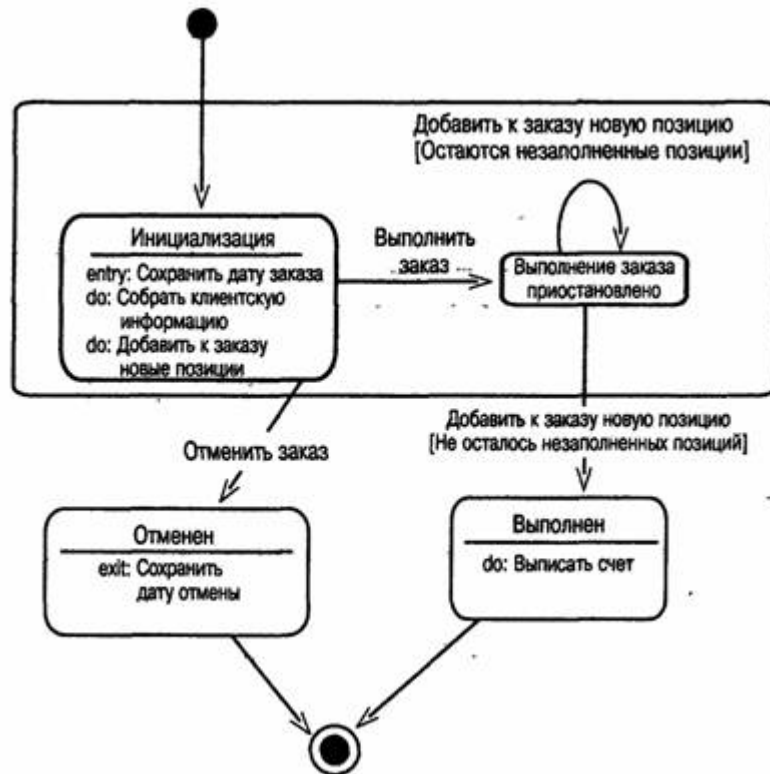 Добавить к заказу новую позицию
[Остаются незаполненные позиции]
Инициализация
entry: Сохранить дату заказа
do: Собрать клиентскую
информацию
do: Добавить к заказу
новые позиции
Выполнить
заказ ...
Выполнение заказа
приостановлено
Отменить заказ
Добавить к заказу новую позицию
[Не осталось незаполненных позиций]
Отменен
exit: Сохранить
дату отмены
Выполнен
do: Выписать счет